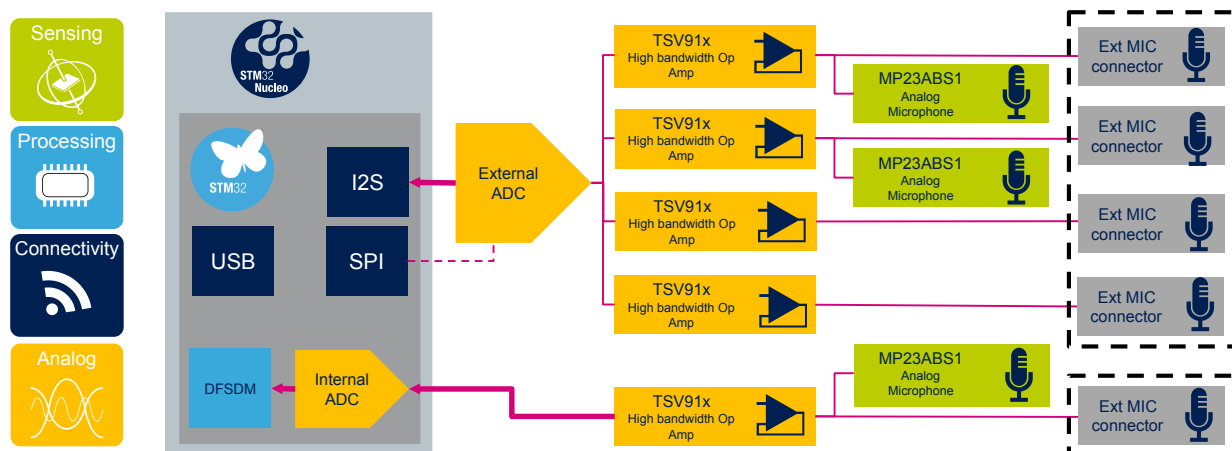 Sensing
Processing
Connectivity
Analog
STM32
Nucleo
STM32
I2S
USB
SPI
DFSDM
Internal
ADC
External
ADC
TSV91x
High bandwidth Op
Amp
TSV91x
High bandwidth Op
Amp
TSV91x
High bandwidth Op
Amp
TSV91x
High bandwidth Op
Amp
TSV91x
High bandwidth Op
Amp
MP23ABS1
Analog
Microphone
MP23ABS1
Analog
Microphone
MP23ABS1
Analog
Microphone
Ext MIC
connector
Ext MIC
connector
Ext MIC
connector
Ext MIC
connector
Ext MIC
connector